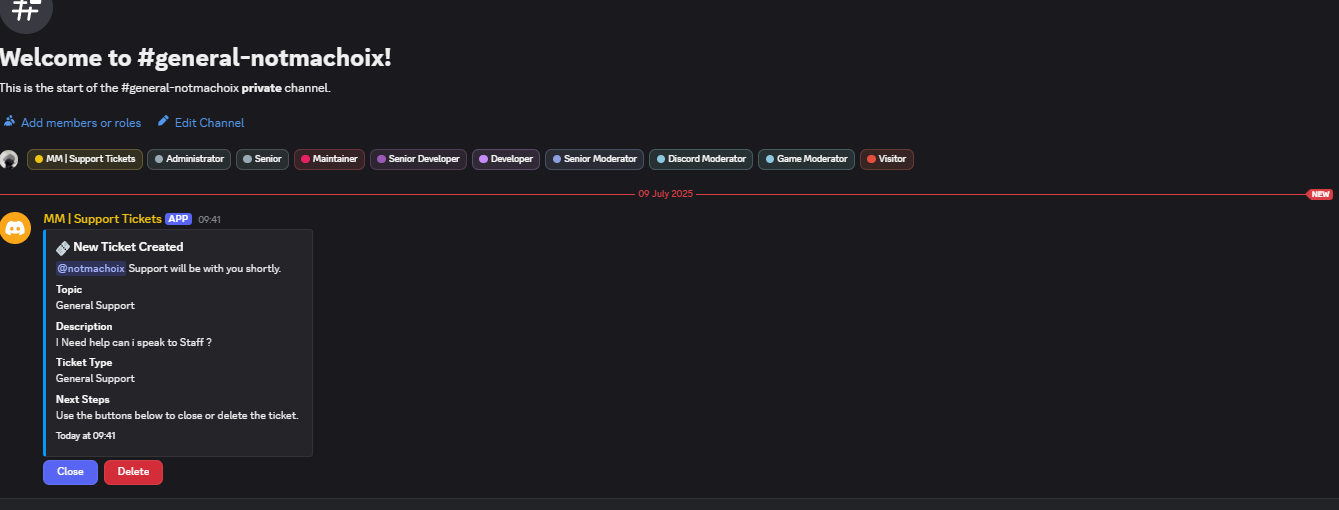 Welcome to #general-notmachoix!
This is the start of the #general-notmachoix private channel.
Add members or roles Edit Channel
MM | Support Tickets Administrator Senior Maintainer Senior Developer Developer Senior Moderator Discord Moderator Game Moderator Visitor
09 July 2025 NEW
MM | Support Tickets APP 09:41
New Ticket Created
@notmachoix Support will be with you shortly.
Topic
General Support
Description
I Need help can i speak to Staff ?
Ticket Type
General Support
Next Steps
Use the buttons below to close or delete the ticket.
Today at 09:41
Close Delete